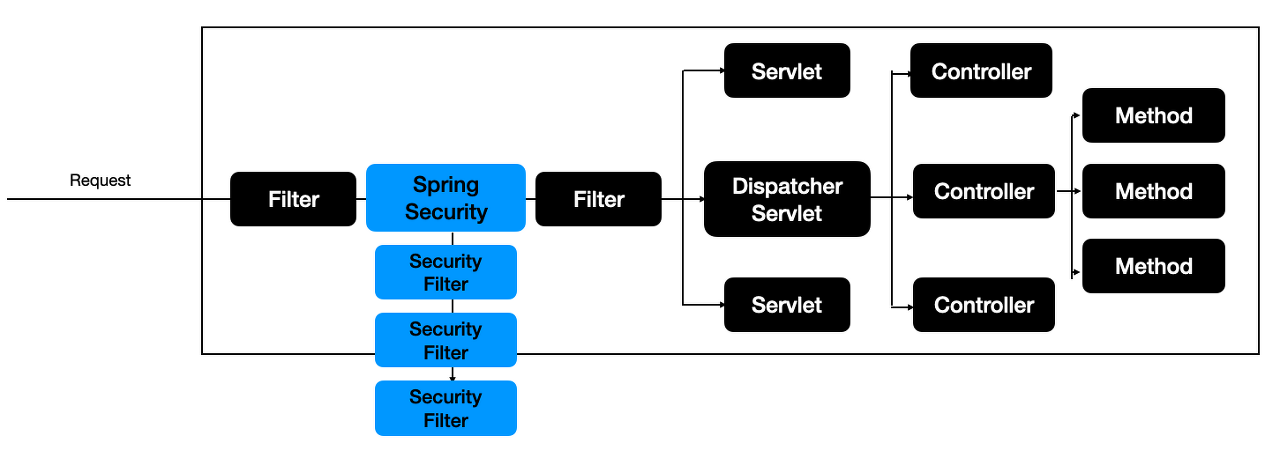 Request
Filter
Spring
Security
Security
Filter
Security
Filter
Security
Filter
Filter
Servlet
Dispatcher
Servlet
Servlet
Controller
Controller
Controller
Method
Method
Method